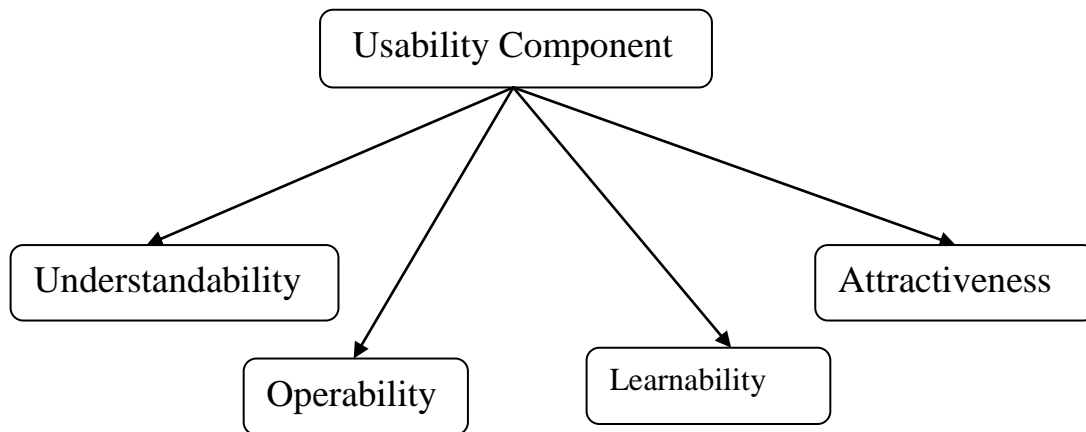 Usability Component
Understandability
Attractiveness
Operability
Learnability